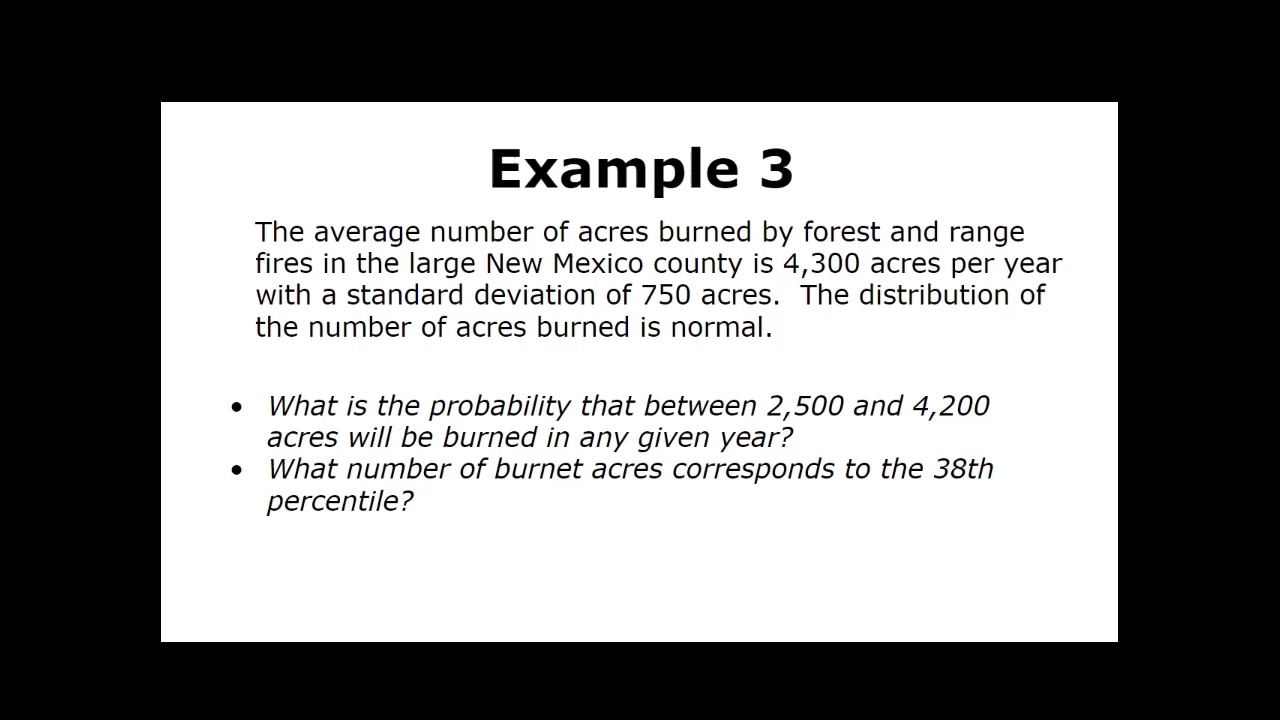 Example 3
The average number of acres burned by forest and range
fires in the large New Mexico county is 4,300 acres per year
with a standard deviation of 750 acres.  The distribution of
the number of acres burned is normal.
• What is the probability that between 2,500 and 4,200
acres will be burned in any given year?
• What number of burnet acres corresponds to the 38th
percentile?